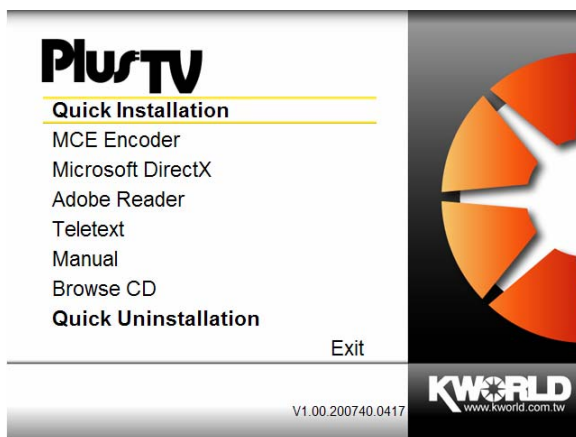 PlusTV
Quick Installation
MCE Encoder
Microsoft DirectX
Adobe Reader
Teletext
Manual
Browse CD
Quick Uninstallation
Exit
V1.00.200740.0417
KWORLD
www.kworld.com.tw